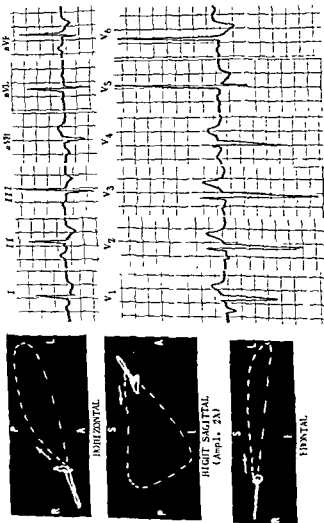 I II III aVR aVL aVF
V1 V2 V3 V4 V5 V6
P
R L
A
HORIZONTAL
S
P A
I
RIGHT SAGITTAL
(Ampl. 2X)
S
R L
I
FRONTAL